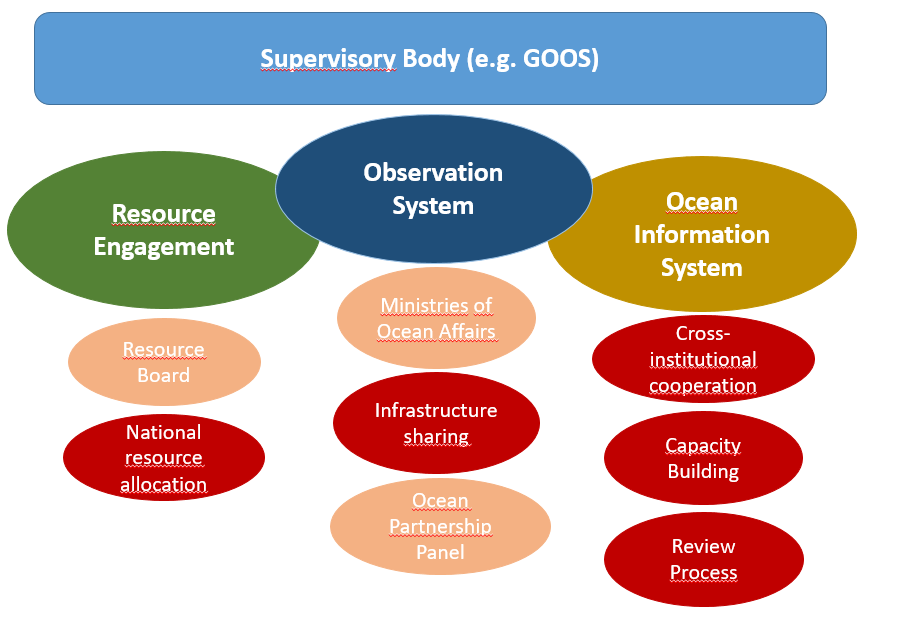 Supervisory Body (e.g. GOOS)
Observation
System
Resource
Engagement
Ocean
Information
System
Resource
Board
National
resource
allocation
Ministries of
Ocean Affairs
Infrastructure
sharing
Ocean
Partnership
Panel
Cross-
institutional
cooperation
Capacity
Building
Review
Process